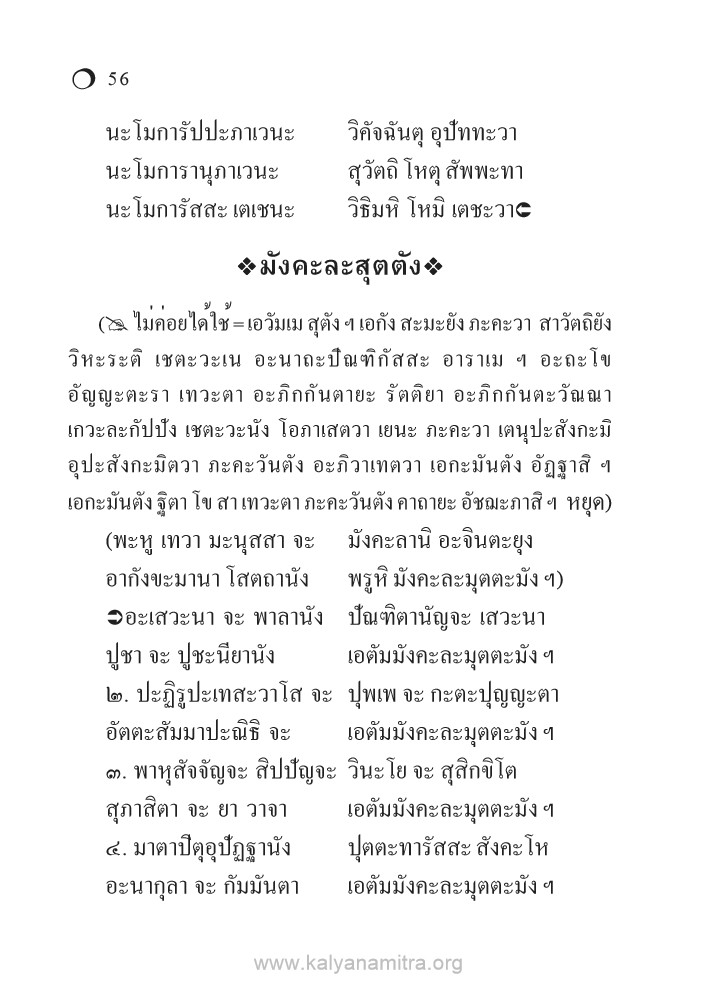 ❍ 56
นะโมการัปปะภาเวนะ วิคัจฉันตุ อุปัททะวา
นะโมการานุภาเวนะ สุวัตถิ โหตุ สัพพะทา
นะโมการัสสะ เตเชนะ วิธิมหิ โหมิ เตชะวา➲
❖มังคะละสุตตัง❖
(✎ ไม่ค่อยได้ใช้ = เอวัมเม สุตัง ฯ เอกัง สะมะยัง ภะคะวา สาวัตถิยัง
วิหะระติ เชตะวะเน อะนาถะปิณฑิกัสสะ อาราเม ฯ อะถะโข
อัญญะตะรา เทวะตา อะภิกกันตายะ รัตติยา อะภิกกันตะวัณณา
เกวะละกัปปัง เชตะวะนัง โอภาเสตวา เยนะ ภะคะวา เตนุปะสังกะมิ
อุปะสังกะมิตวา ภะคะวันตัง อะภิวาเทตวา เอกะมันตัง อัฏฐาสิ ฯ
เอกะมันตัง ฐิตา โข สา เทวะตา ภะคะวันตัง คาถายะ อัชฌะภาสิ ฯ หยุด)
(พะหู เทวา มะนุสสา จะ มังคะลานิ อะจินตะยุง
อากังขะมานา โสตถานัง พรูหิ มังคะละมุตตะมัง ฯ)
➲อะเสวะนา จะ พาลานัง ปัณฑิตานัญจะ เสวะนา
ปูชา จะ ปูชะนียานัง เอตัมมังคะละมุตตะมัง ฯ
๒. ปะฏิรูปะเทสะวาโส จะ ปุพเพ จะ กะตะปุญญะตา
อัตตะสัมมาปะณิธิ จะ เอตัมมังคะละมุตตะมัง ฯ
๓. พาหุสัจจัญจะ สิปปัญจะ วินะโย จะ สุสิกขิโต
สุภาสิตา จะ ยา วาจา เอตัมมังคะละมุตตะมัง ฯ
๔. มาตาปิตุอุปัฏฐานัง ปุตตะทารัสสะ สังคะโห
อะนากุลา จะ กัมมันตา เอตัมมังคะละมุตตะมัง ฯ
www.kalyanamitra.org